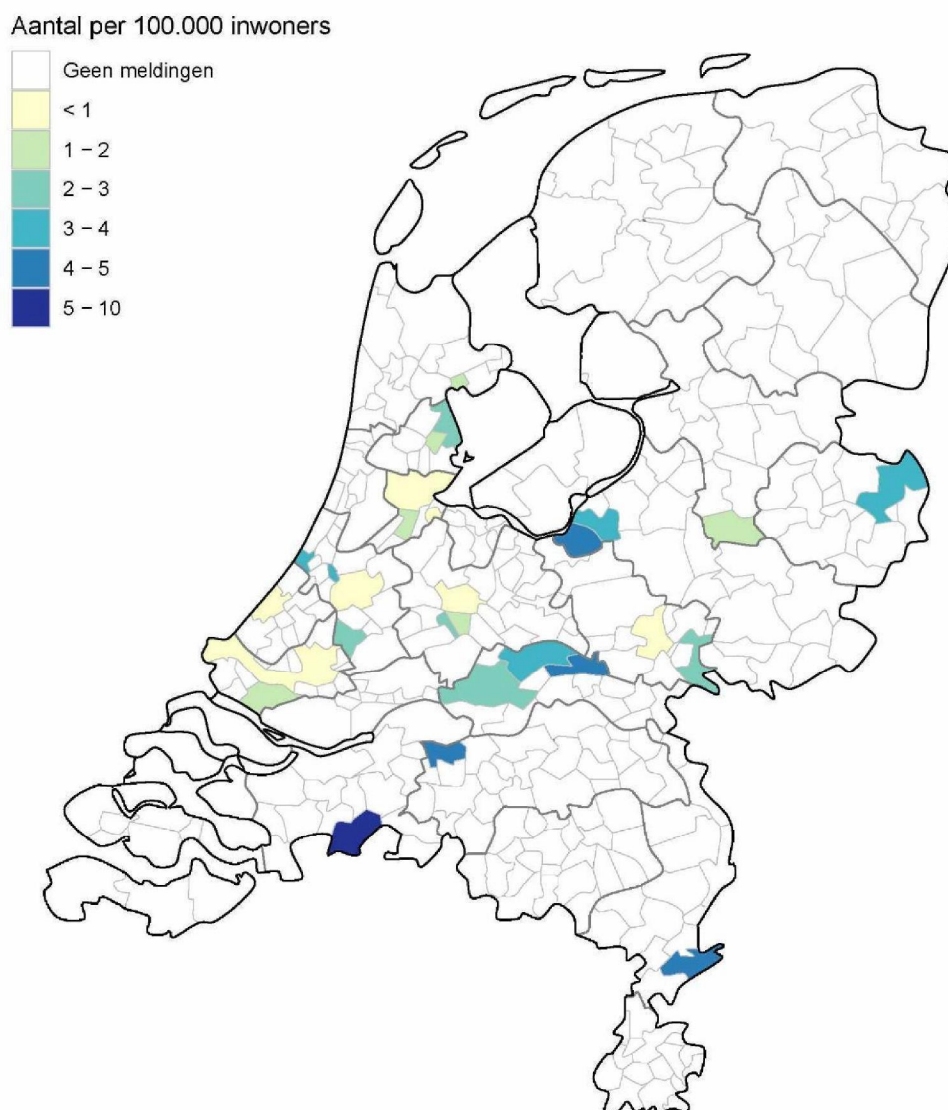 Aantal per 100.000 inwoners
Geen meldingen
< 1
1 – 2
2 – 3
3 – 4
4 – 5
5 – 10